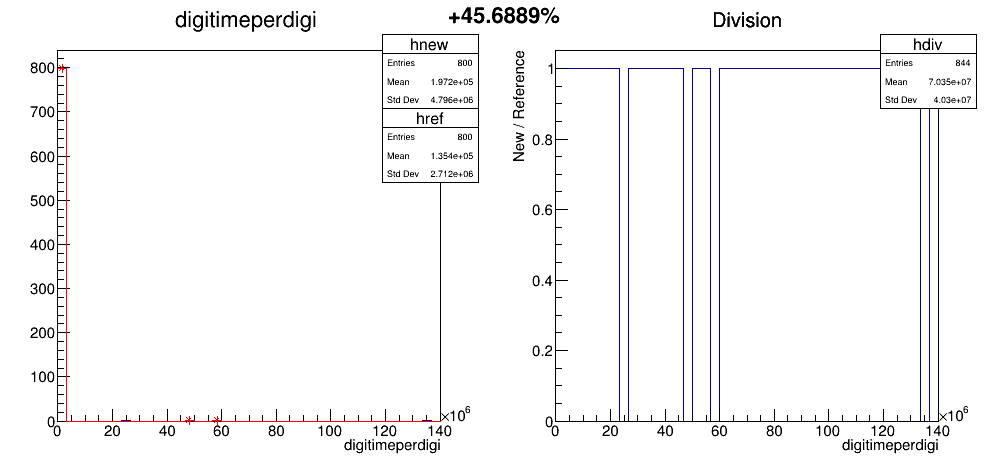 digitimeperdigi
+45.6889%
Division
hnew
Entries 800
Mean 1.972e+05
Std Dev 4.796e+06
href
Entries 800
Mean 1.354e+05
Std Dev 2.712e+06
800
700
600
500
400
300
200
100
0
0 20 40 60 80 100 120 140
×10⁶
digitimeperdigi
hdiv
Entries 844
Mean 7.035e+07
Std Dev 4.03e+07
New / Reference
1
0.8
0.6
0.4
0.2
0
0 20 40 60 80 100 120 140
×10⁶
digitimeperdigi